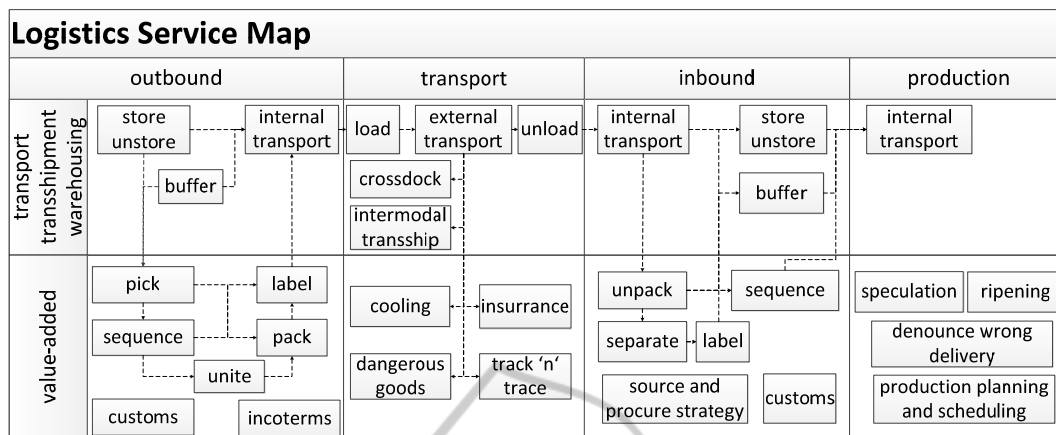 Logistics Service Map
outbound
transport
inbound
production
transport
transshipment
warehousing
store
unstore
internal
transport
buffer
load
external
transport
unload
crossdock
intermodal
transship
internal
transport
store
unstore
buffer
internal
transport
value-added
pick
label
sequence
pack
unite
customs
incoterms
cooling
insurrance
dangerous
goods
track 'n'
trace
unpack
sequence
separate
label
source and
procure strategy
customs
speculation
ripening
denounce wrong
delivery
production planning
and scheduling